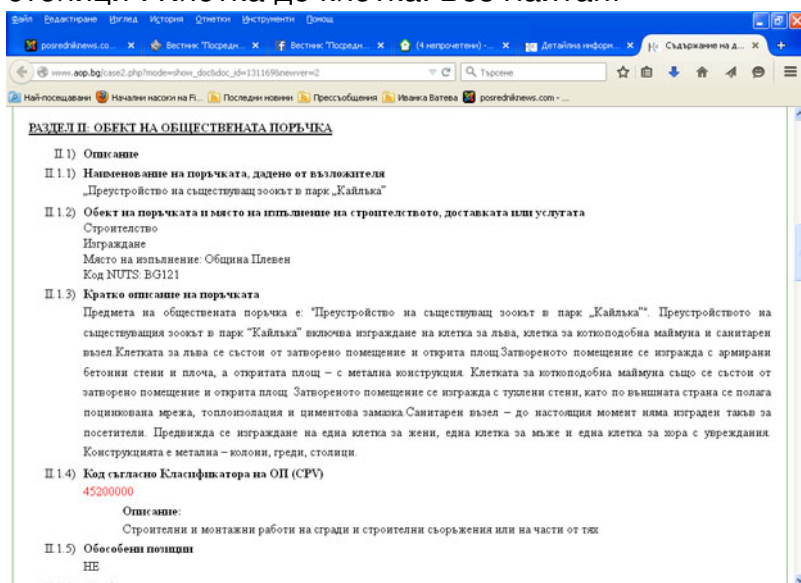 столици . Клетка до клетка. Без майтап.
Файл Редактиране Изглед История Отметки Инструменти Помощ
posredniknews.co... Вестник "Посредн... Вестник "Посредн... (4 непрочетени) -... Детайлна информ... Съдържание на д...
www.aop.bg/case2.php?mode=show_doc&doc_id=131169&newver=2 Търсене
Най-посещавани Начални насоки на Fi... Последни новини Прессъобщения Иванка Ватева posredniknews.com - ...
РАЗДЕЛ II: ОБЕКТ НА ОБЩЕСТВЕНАТА ПОРЪЧКА
II.1) Описание
II.1.1) Наименование на поръчката, дадено от възложителя
„Преустройство на съществуващ зоокът в парк „Кайлъка"
II.1.2) Обект на поръчката и място на изпълнение на строителството, доставката или услугата
Строителство
Изграждане
Място на изпълнение: Община Плевен
Код NUTS: BG121
II.1.3) Кратко описание на поръчката
Предмета на обществената поръчка е: "Преустройство на съществуващ зоокът в парк „Кайлъка"". Преустройството на
съществуващия зоокът в парк "Кайлъка" включва изграждане на клетка за лъва, клетка за коткоподобна маймуна и санитарен
възел.Клетката за лъва се състои от затворено помещение и открита площ.Затвореното помещение се изгражда с армирани
бетонни стени и плоча, а откритата площ – с метална конструкция. Клетката за коткоподобна маймуна също се състои от
затворено помещение и открита площ. Затвореното помещение се изгражда с тухлени стени, като по външната страна се полага
поцинкована мрежа, топлоизолация и циментова замазка.Санитарен възел – до настоящия момент няма изграден такъв за
посетители. Предвижда се изграждане на една клетка за жени, една клетка за мъже и една клетка за хора с увреждания.
Конструкцията е метална – колони, греди, столици.
II.1.4) Код съгласно Класификатора на ОП (CPV)
45200000
Описание:
Строителни и монтажни работи на сгради и строителни съоръжения или на части от тях
II.1.5) Обособени позиции
НЕ